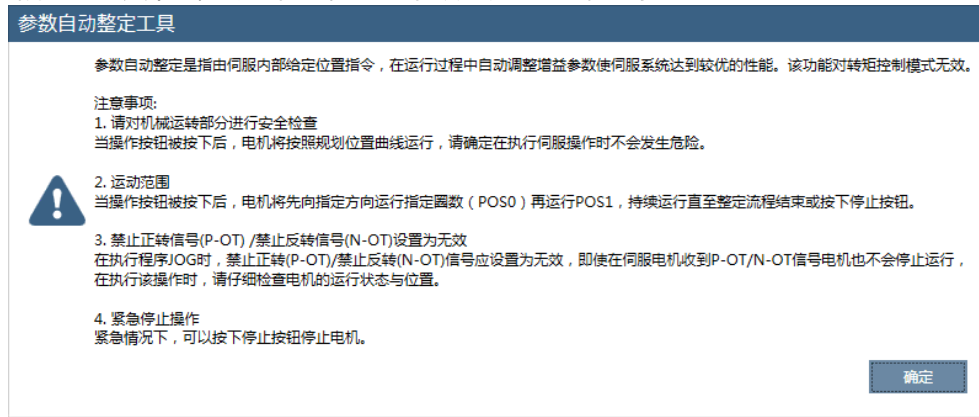 参数自动整定工具
参数自动整定是指由伺服内部给定位置指令，在运行过程中自动调整增益参数使伺服系统达到较优的性能。该功能对转矩控制模式无效。
注意事项:
1. 请对机械运转部分进行安全检查
当操作按钮被按下后，电机将按照规划位置曲线运行，请确定在执行伺服操作时不会发生危险。
2. 运动范围
当操作按钮被按下后，电机将先向指定方向运行指定圈数（POS0）再运行POS1，持续运行直至整定流程结束或按下停止按钮。
3. 禁止正转信号(P-OT) /禁止反转信号(N-OT)设置为无效
在执行程序JOG时，禁止正转(P-OT)/禁止反转(N-OT)信号应设置为无效，即使在伺服电机收到P-OT/N-OT信号电机也不会停止运行，
在执行该操作时，请仔细检查电机的运行状态与位置。
4. 紧急停止操作
紧急情况下，可以按下停止按钮停止电机。
确定